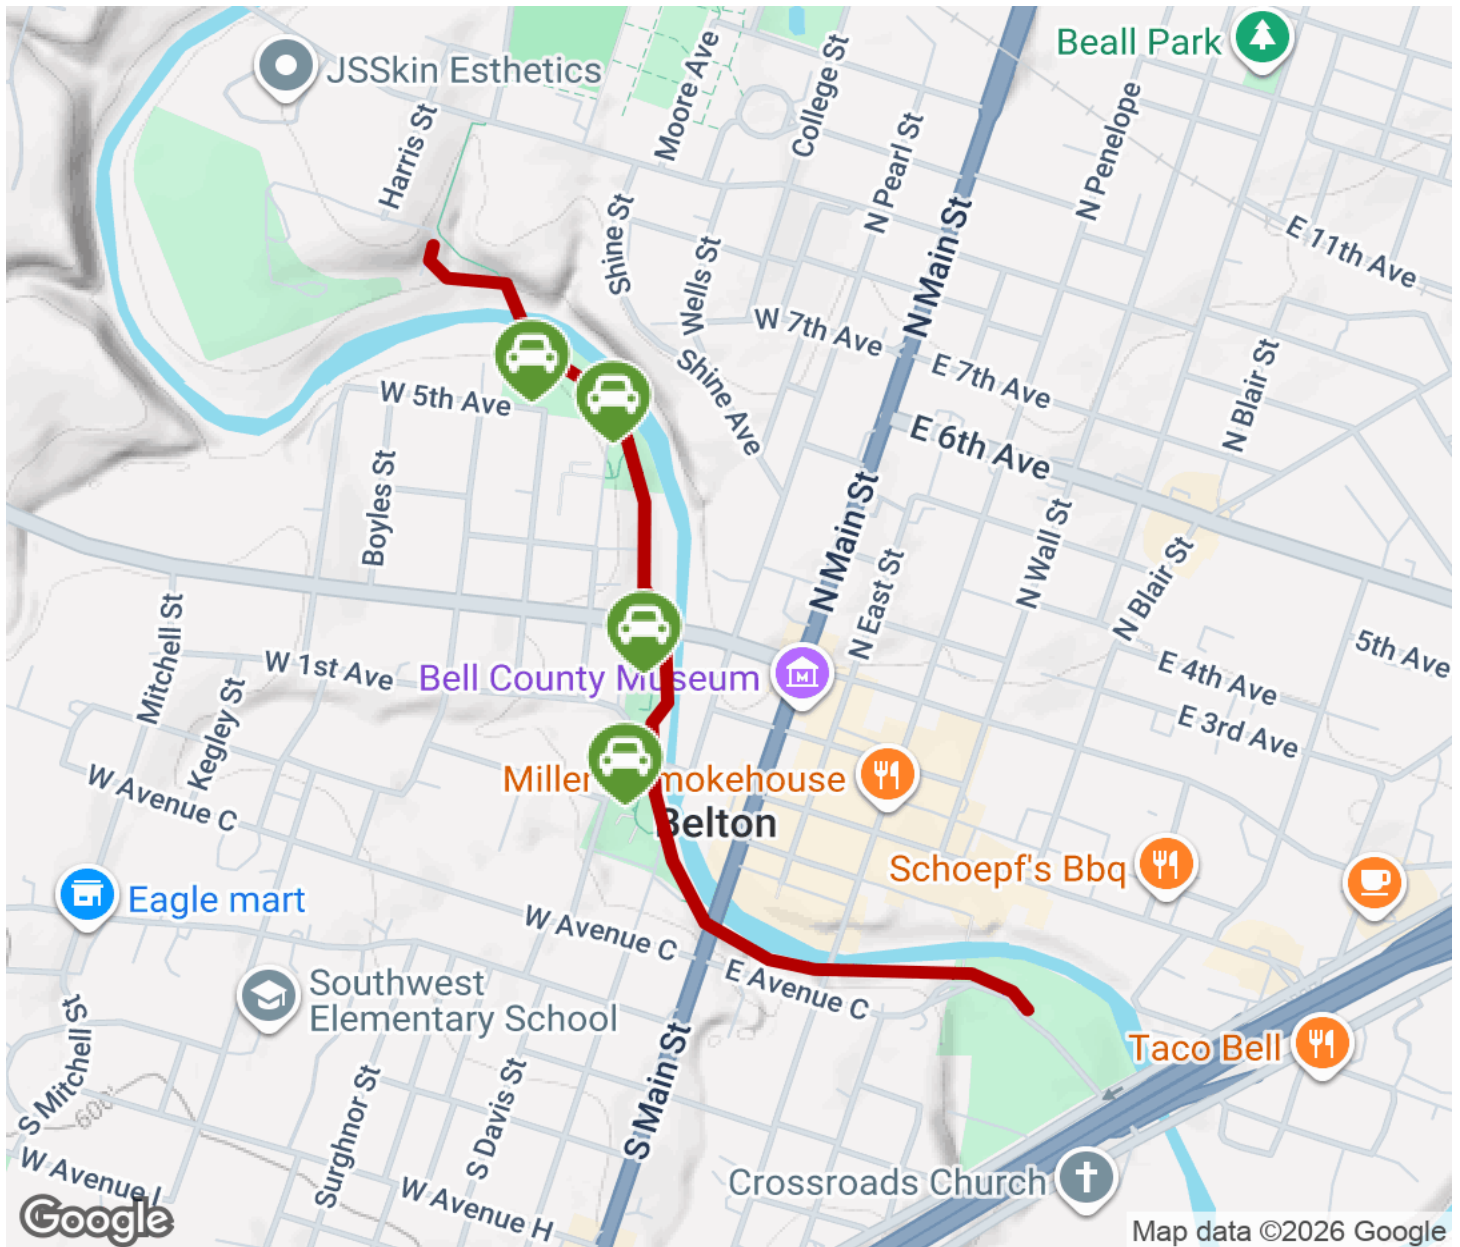 Beall Park
JSSkin Esthetics
Moore Ave
College St
N Pearl St
N Penelope
Harris St
E 11th Ave
Shine St
Wells St
N Main St
W 7th Ave
E 7th Ave
Shine Ave
N Blair St
W 5th Ave
E 6th Ave
Boyles St
N Main St
N East St
N Wall St
N Blair St
Mitchell St
5th Ave
W 1st Ave
Kegley St
Bell County Museum
E 4th Ave
E 3rd Ave
W Avenue C
Miller
mokehouse
Belton
Schoepf's Bbq
Eagle mart
W Avenue C
E Avenue C
Southwest
Elementary School
S Mitchell St
S Main St
Taco Bell
600'
Surghnor St
S Davis St
W Avenue I
W Avenue H
Crossroads Church
Google
Map data ©2026 Google